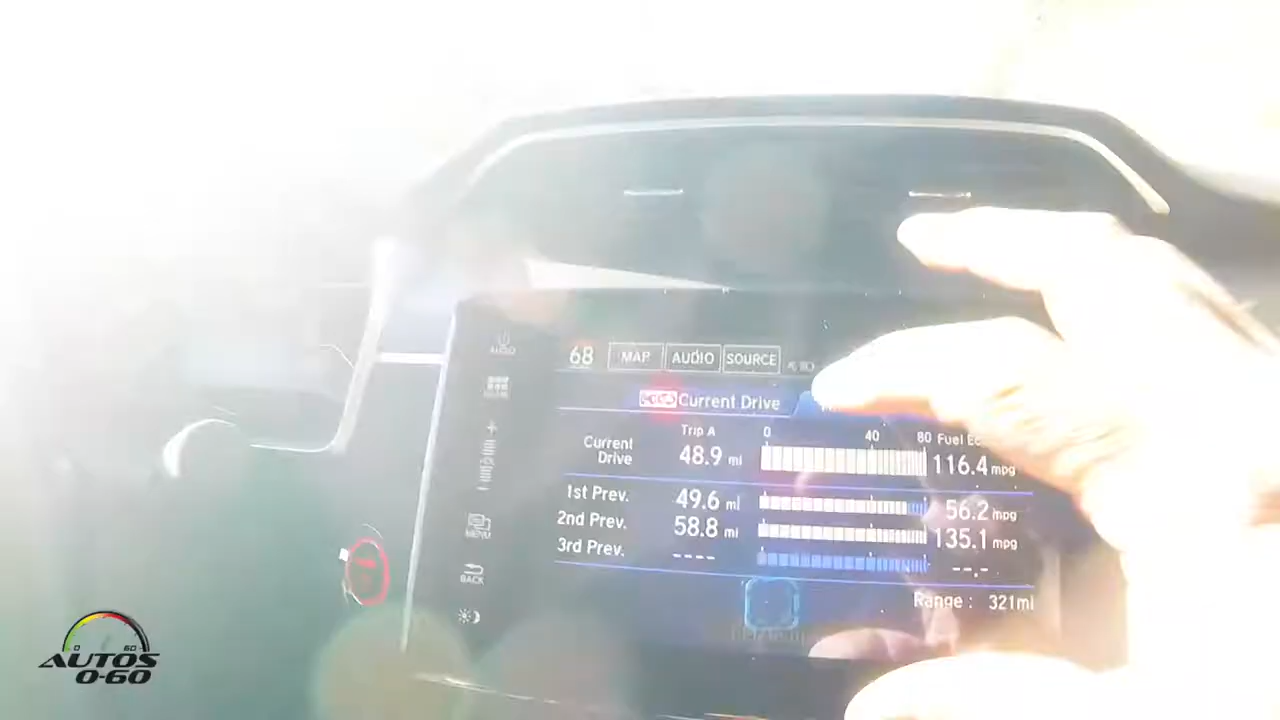 AUDIO
68 MAP AUDIO SOURCE
Current Drive
Trip A 0 40 80 Fuel
Current Drive 48.9 mi 116.4 mpg
1st Prev. 49.6 mi 56.2 mpg
2nd Prev. 58.8 mi 135.1 mpg
3rd Prev. ---- --.-
Range : 321mi
MENU
BACK
0 60
AUTOS
0-60